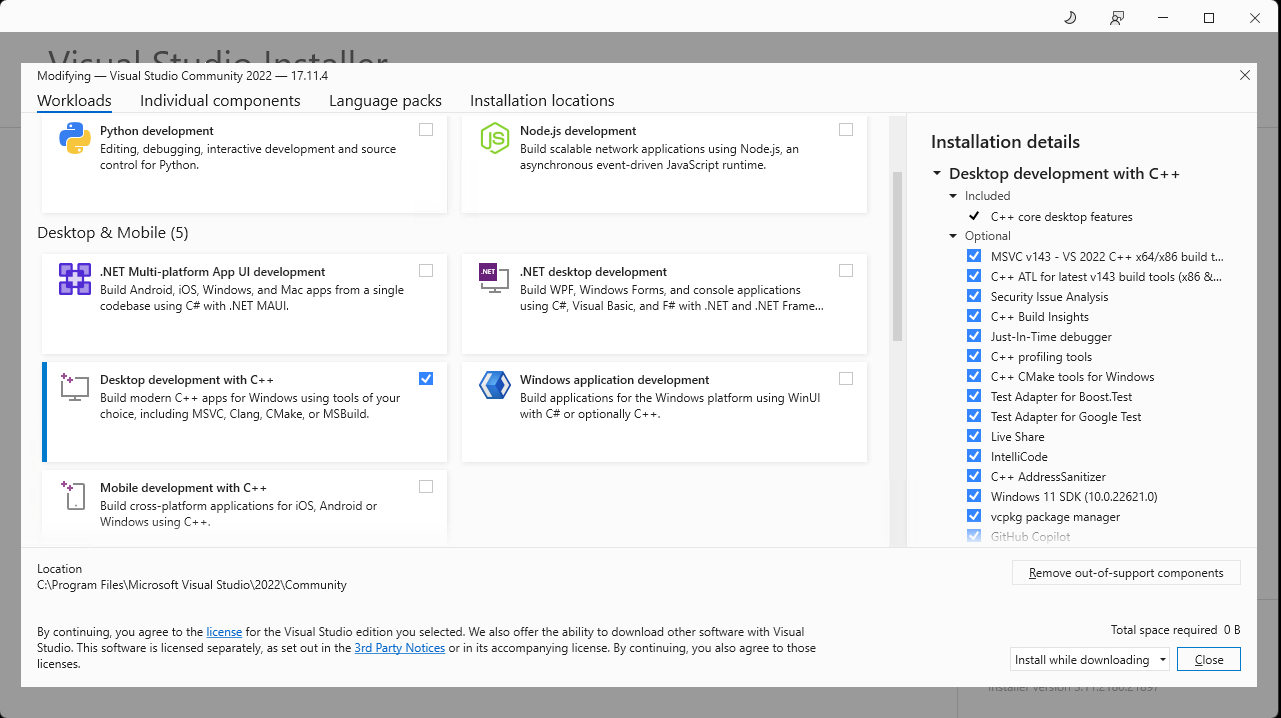 Visual Studio Installer
Modifying — Visual Studio Community 2022 — 17.11.4
Workloads
Individual components
Language packs
Installation locations
Python development
Editing, debugging, interactive development and source
control for Python.
Node.js development
Build scalable network applications using Node.js, an
asynchronous event-driven JavaScript runtime.
Desktop & Mobile (5)
.NET Multi-platform App UI development
Build Android, iOS, Windows, and Mac apps from a single
codebase using C# with .NET MAUI.
.NET
.NET desktop development
Build WPF, Windows Forms, and console applications
using C#, Visual Basic, and F# with .NET and .NET Frame...
Desktop development with C++
Build modern C++ apps for Windows using tools of your
choice, including MSVC, Clang, CMake, or MSBuild.
Windows application development
Build applications for the Windows platform using WinUI
with C# or optionally C++.
Mobile development with C++
Build cross-platform applications for iOS, Android or
Windows using C++.
Installation details
Desktop development with C++
Included
C++ core desktop features
Optional
MSVC v143 - VS 2022 C++ x64/x86 build t...
C++ ATL for latest v143 build tools (x86 &...
Security Issue Analysis
C++ Build Insights
Just-In-Time debugger
C++ profiling tools
C++ CMake tools for Windows
Test Adapter for Boost.Test
Test Adapter for Google Test
Live Share
IntelliCode
C++ AddressSanitizer
Windows 11 SDK (10.0.22621.0)
vcpkg package manager
GitHub Copilot
Location
C:\Program Files\Microsoft Visual Studio\2022\Community
Remove out-of-support components
By continuing, you agree to the license for the Visual Studio edition you selected. We also offer the ability to download other software with Visual
Studio. This software is licensed separately, as set out in the 3rd Party Notices or in its accompanying license. By continuing, you also agree to those
licenses.
Total space required 0 B
Install while downloading
Close
Installer version